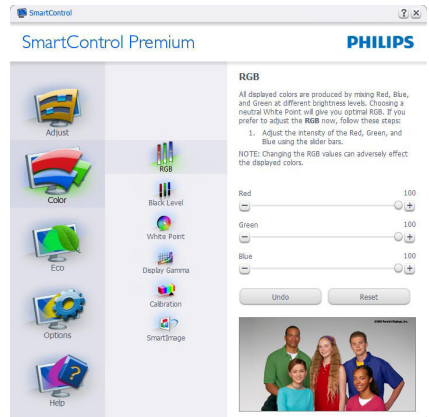 SmartControl
?
SmartControl Premium
PHILIPS
Adjust
Color
Eco
Options
Help
RGB
Black Level
White Point
Display Gamma
Calibration
SmartImage
RGB
All displayed colors are produced by mixing Red, Blue,
and Green at different brightness levels. Choosing a
neutral White Point will give you optimal RGB. If you
prefer to adjust the RGB now, follow these steps:
1. Adjust the intensity of the Red, Green, and
Blue using the slider bars.
NOTE: Changing the RGB values can adversely effect
the displayed colors.
Red 100
Green 100
Blue 100
Undo Reset